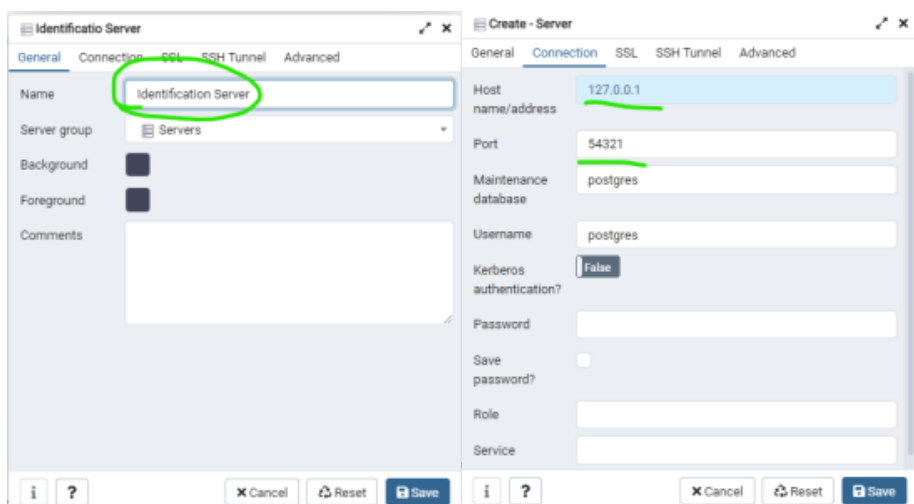 Identificatio Server
General Connection SSL SSH Tunnel Advanced
Name Identification Server
Server group Servers
Background
Foreground
Comments
i ? Cancel Reset Save
Create - Server
General Connection SSL SSH Tunnel Advanced
Host name/address 127.0.0.1
Port 54321
Maintenance database postgres
Username postgres
Kerberos authentication? False
Password
Save password?
Role
Service
i ? Cancel Reset Save